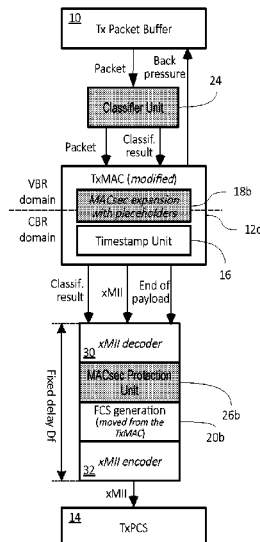 10
Tx Packet Buffer
Packet
Back
pressure
24
Classifier Unit
Packet
Classif.
result
TxMAC (modified)
VBR
domain
MACsec expansion
with placeholders
18b
12c
CBR
domain
Timestamp Unit
16
Classif.
result
xMII
End of
payload
Fixed delay Df
xMII decoder
30
MACsec Protection
Unit
26b
FCS generation
(moved from the
TxMAC)
20b
32
xMII encoder
xMII
14
TxPCS